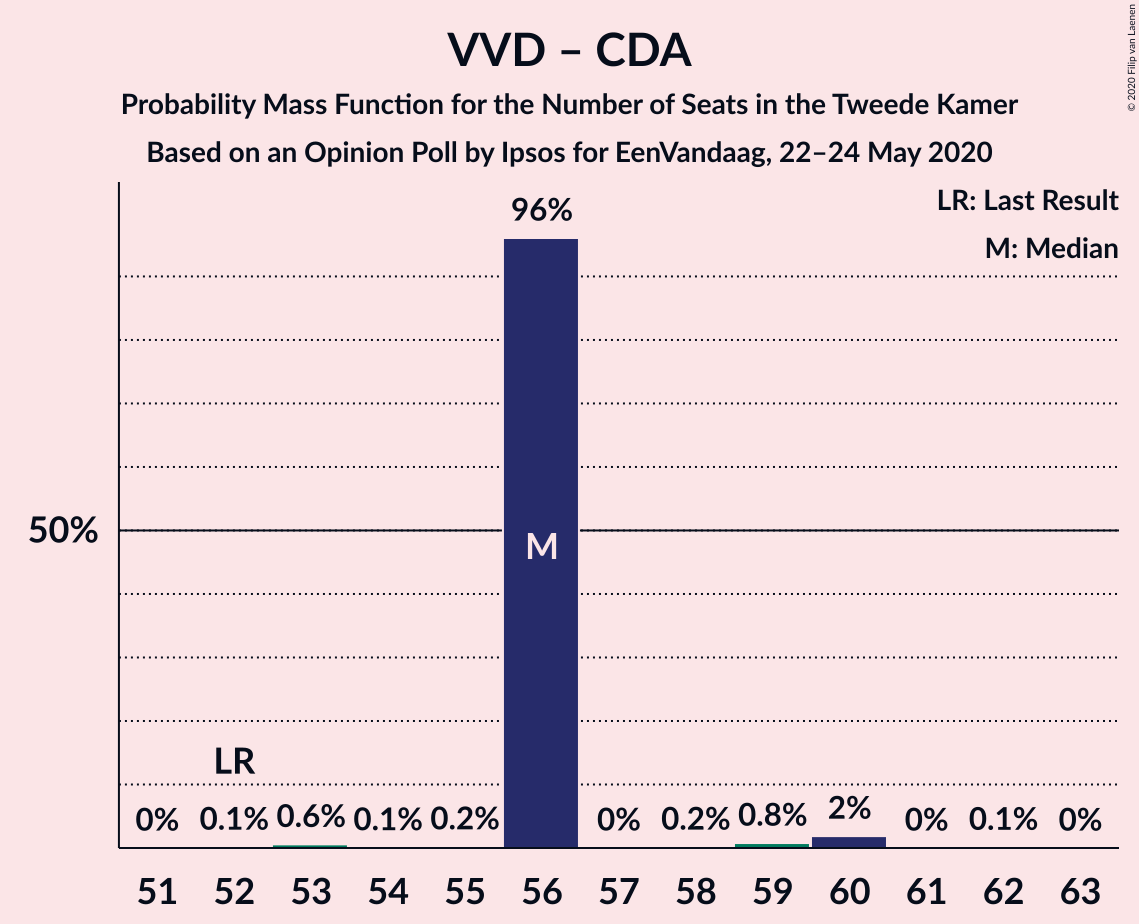 VVD – CDA
Probability Mass Function for the Number of Seats in the Tweede Kamer
Based on an Opinion Poll by Ipsos for EenVandaag, 22–24 May 2020
© 2020 Filip van Laenen
LR: Last Result
M: Median
96%
50%
M
LR
0% 0.1% 0.6% 0.1% 0.2% 0% 0.2% 0.8% 2% 0% 0.1% 0%
51 52 53 54 55 56 57 58 59 60 61 62 63